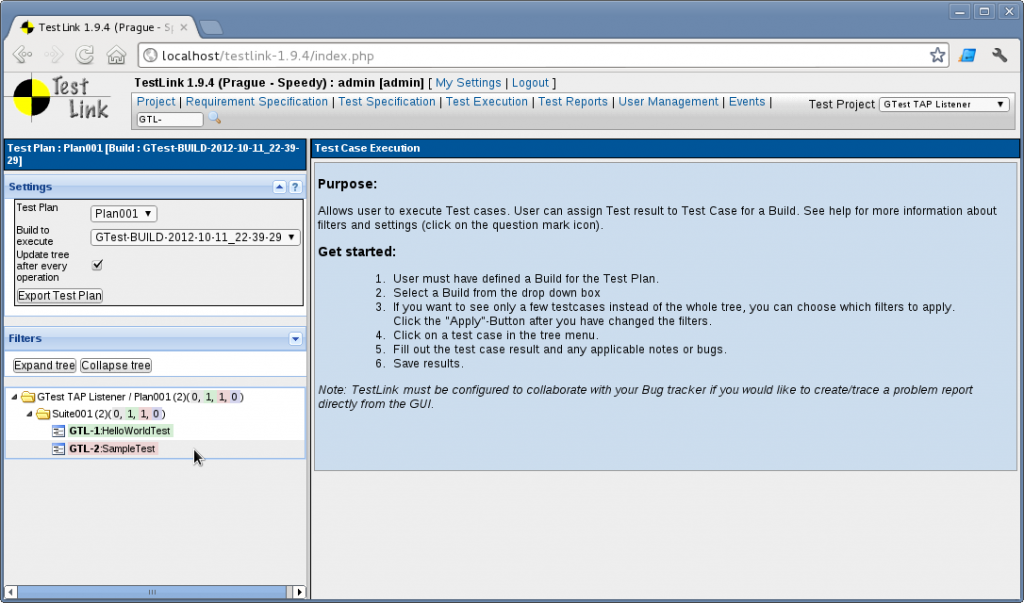 TestLink 1.9.4 (Prague - Sp
localhost/testlink-1.9.4/index.php
Test Link
TestLink 1.9.4 (Prague - Speedy) : admin [admin] [ My Settings | Logout ]
Project | Requirement Specification | Test Specification | Test Execution | Test Reports | User Management | Events |
Test Project GTest TAP Listener
GTL-
Test Plan : Plan001 [Build : GTest-BUILD-2012-10-11_22-39-
29]
Settings
?
Test Plan
Plan001
Build to
execute
GTest-BUILD-2012-10-11_22-39-29
Update tree
after every
operation
Export Test Plan
Filters
Expand tree Collapse tree
GTest TAP Listener / Plan001 (2)(0, 1, 1, 0)
Suite001 (2)(0, 1, 1, 0)
GTL-1:HelloWorldTest
GTL-2:SampleTest
Test Case Execution
Purpose:
Allows user to execute Test cases. User can assign Test result to Test Case for a Build. See help for more information about
filters and settings (click on the question mark icon).
Get started:
1. User must have defined a Build for the Test Plan.
2. Select a Build from the drop down box
3. If you want to see only a few testcases instead of the whole tree, you can choose which filters to apply.
Click the "Apply"-Button after you have changed the filters.
4. Click on a test case in the tree menu.
5. Fill out the test case result and any applicable notes or bugs.
6. Save results.
Note: TestLink must be configured to collaborate with your Bug tracker if you would like to create/trace a problem report
directly from the GUI.